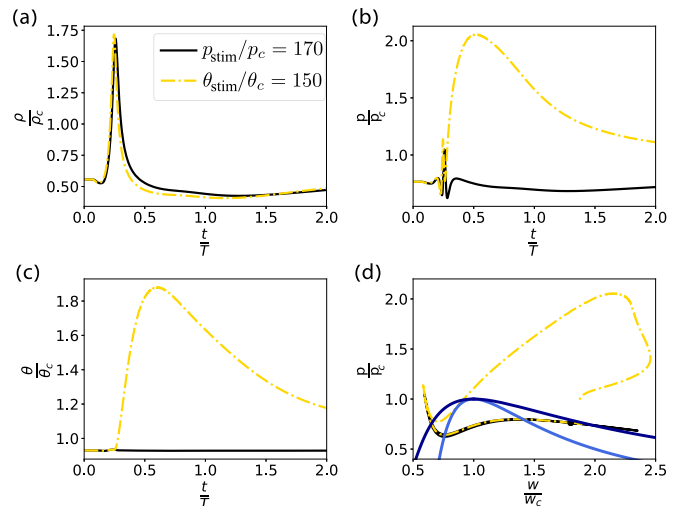 (a)
1.75
1.50
1.25
1.00
0.75
0.50
ρ/ρ_c
p_stim/p_c = 170
θ_stim/θ_c = 150
0.0 0.5 1.0 1.5 2.0
t/T
(b)
2.0
1.5
1.0
p/p_c
0.0 0.5 1.0 1.5 2.0
t/T
(c)
1.8
1.6
1.4
1.2
1.0
θ/θ_c
0.0 0.5 1.0 1.5 2.0
t/T
(d)
2.0
1.5
1.0
0.5
p/p_c
0.5 1.0 1.5 2.0 2.5
w/w_c